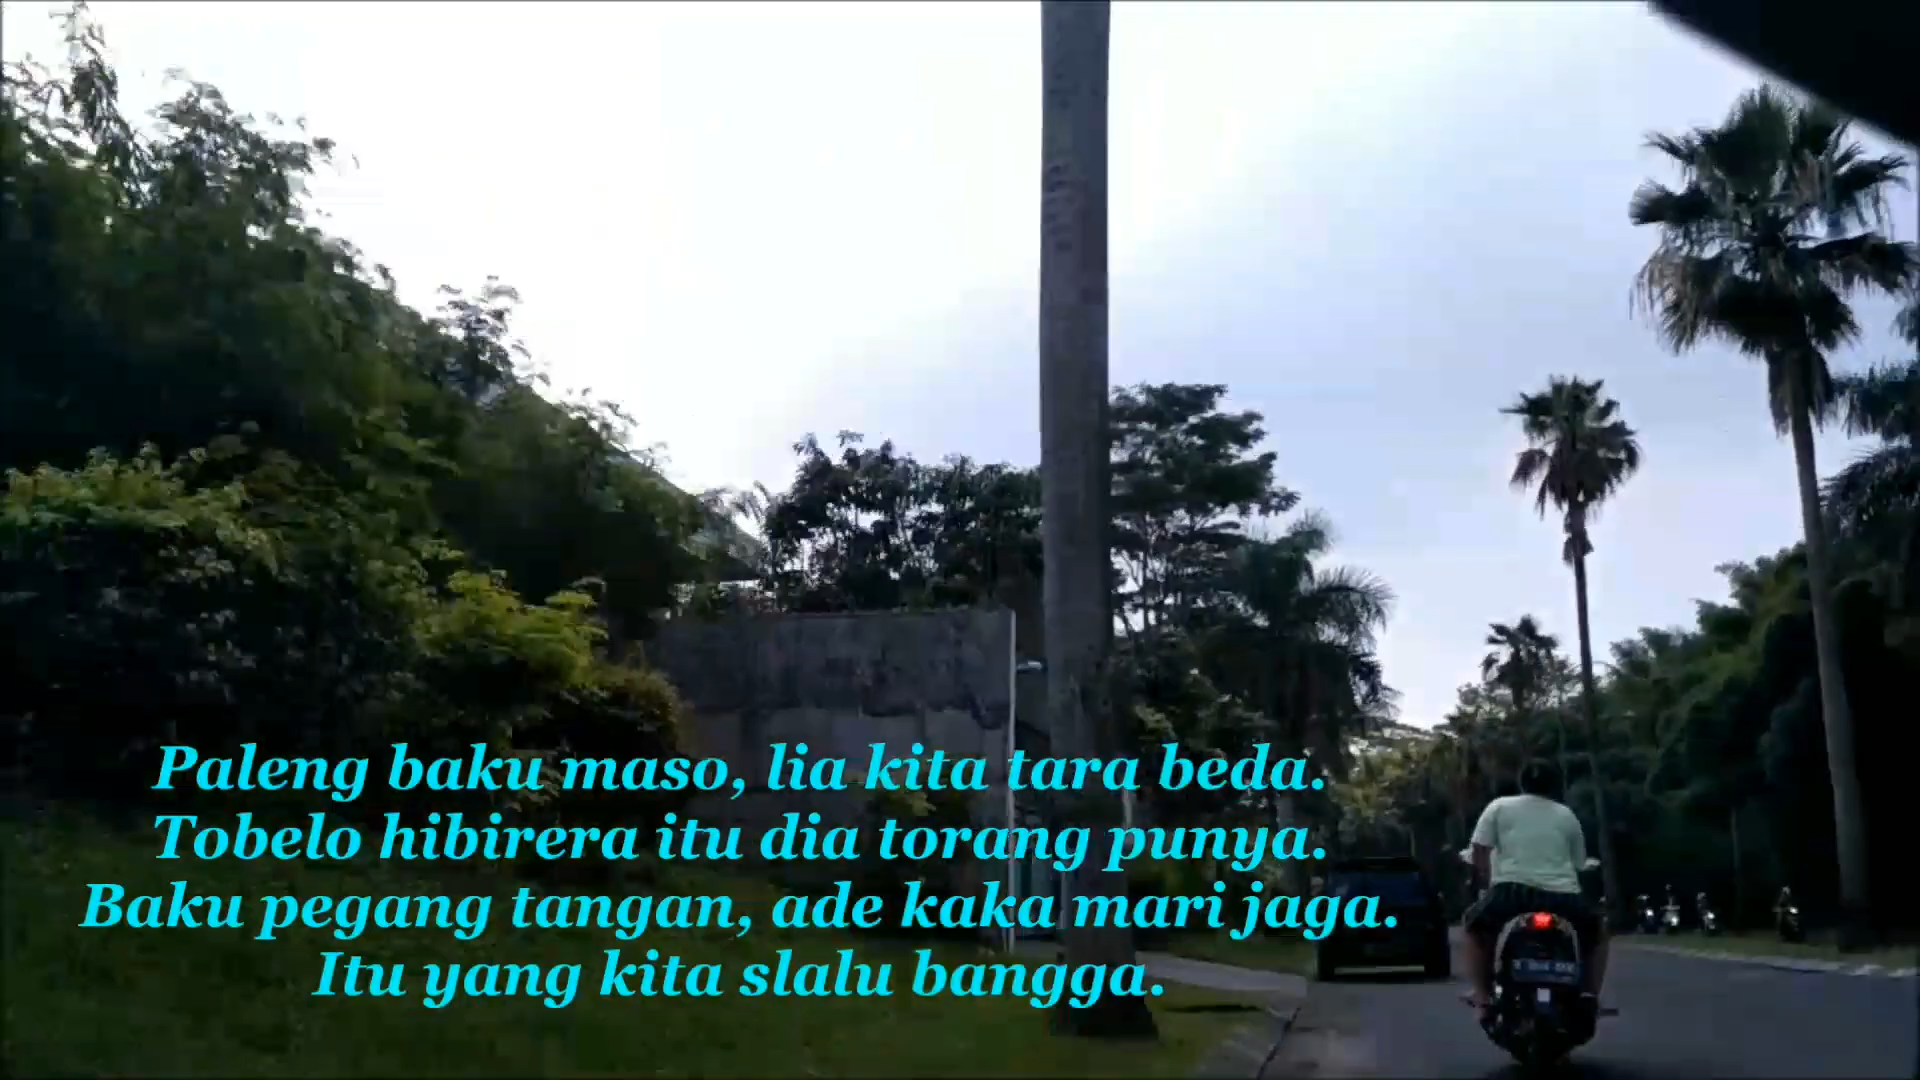 Paleng baku maso, lia kita tara beda.
Tobelo hibirera itu dia torang punya.
Baku pegang tangan, ade kaka mari jaga.
Itu yang kita slalu bangga.